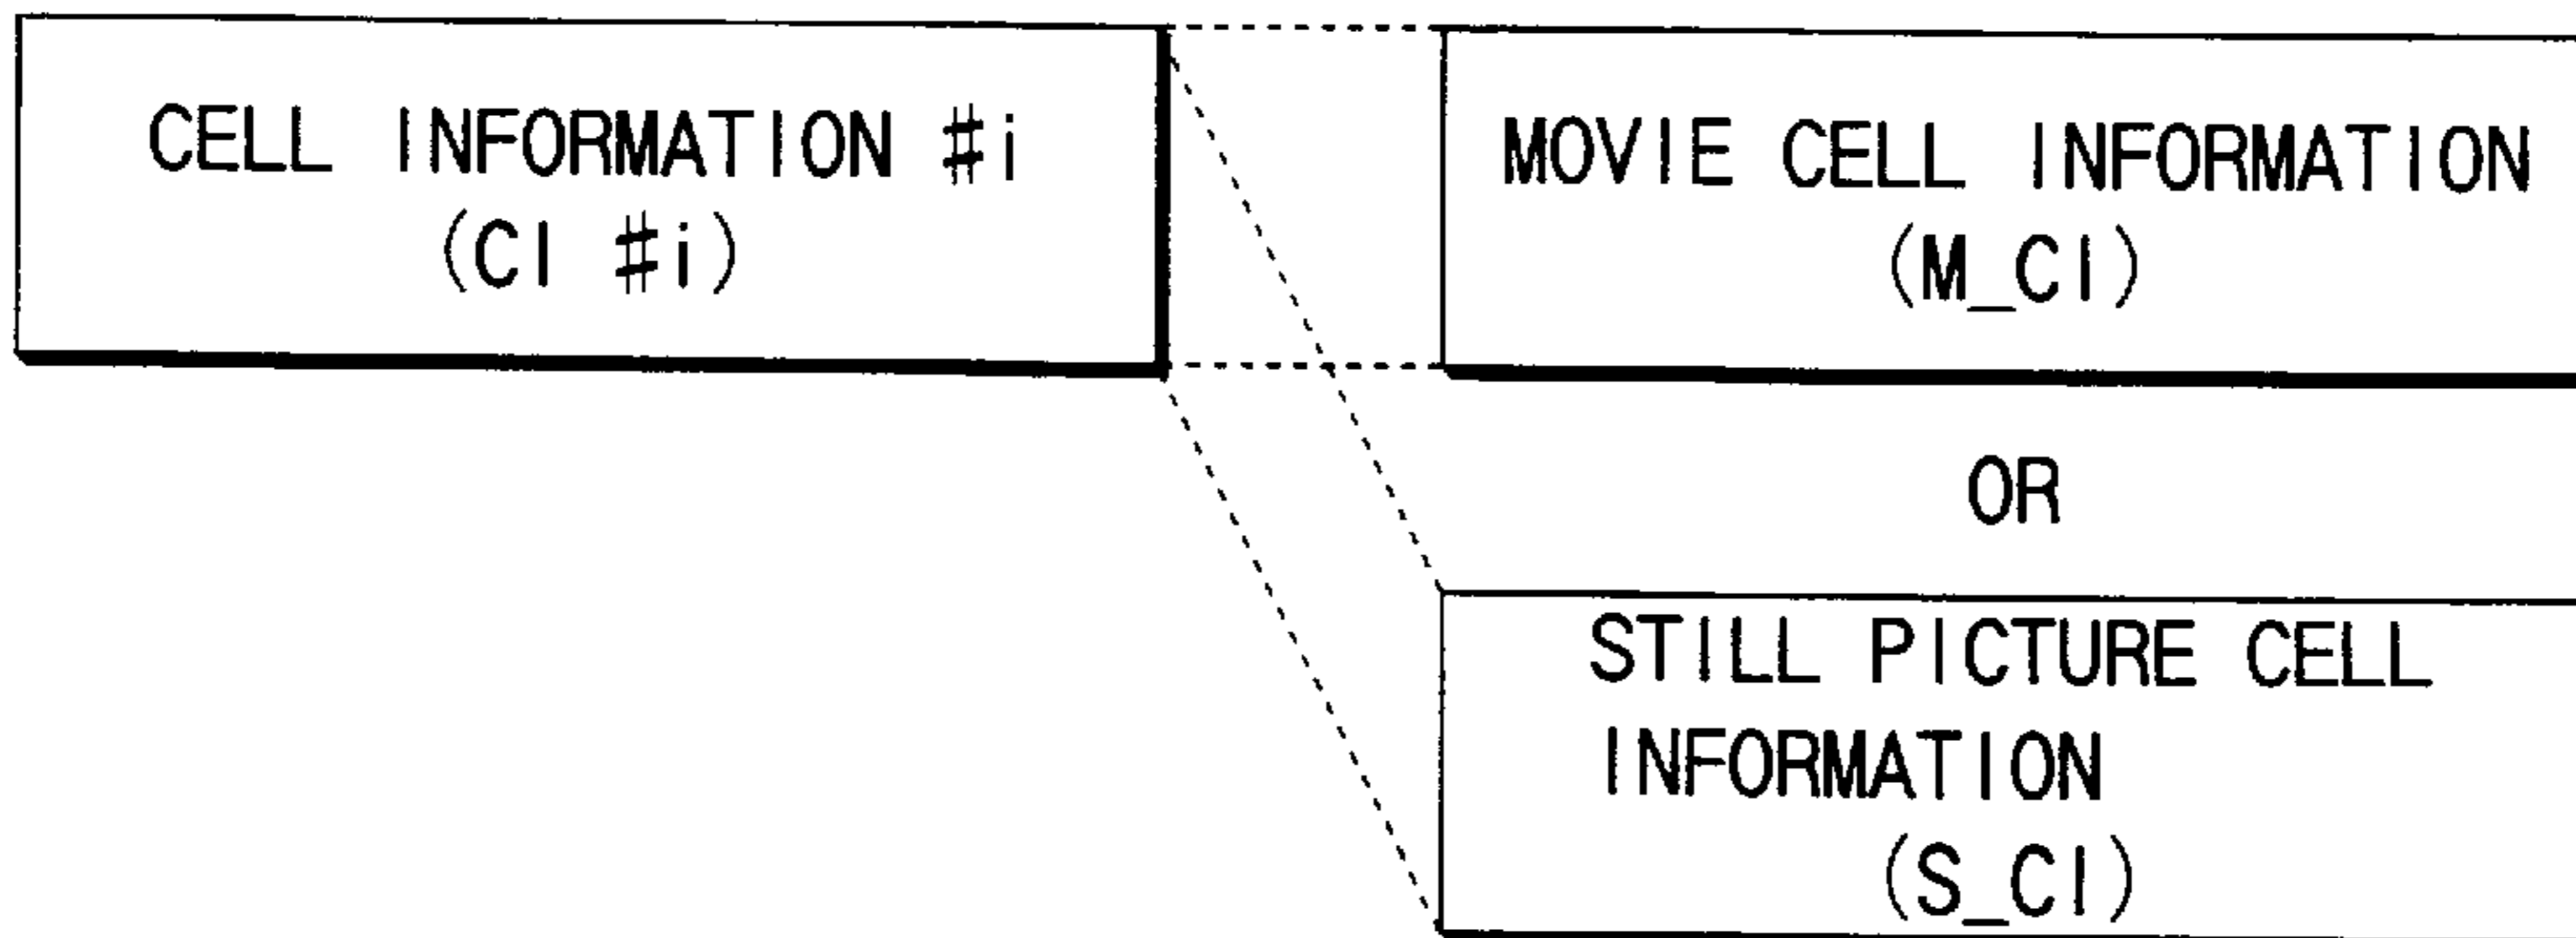 CELL INFORMATION #i
(CI #i)
MOVIE CELL INFORMATION
(M_CI)
OR
STILL PICTURE CELL
INFORMATION
(S_CI)